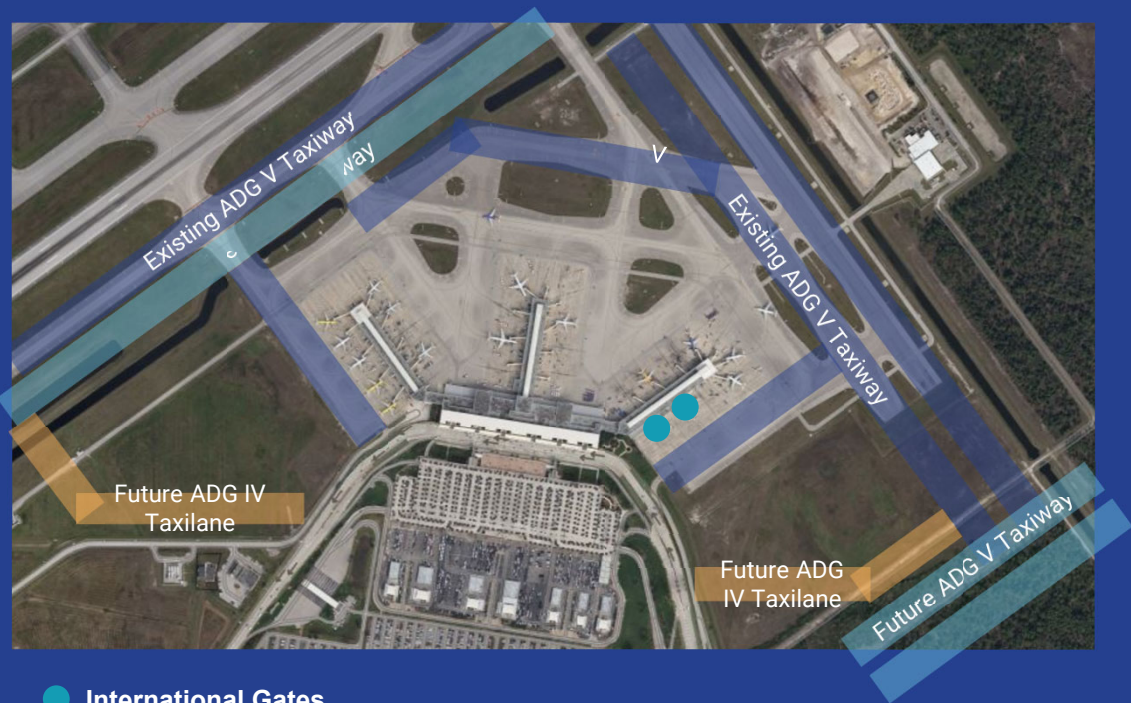 Existing ADG V Taxiway
way
e
V
Existing ADG V Taxiway
Future ADG IV
Taxilane
Future ADG
IV Taxilane
Future ADG V Taxiway
International Gates